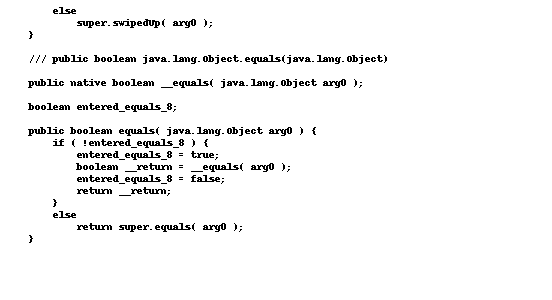 else
super.swipedUp( arg0 );
}
/// public boolean java.lang.Object.equals(java.lang.Object)
public native boolean __equals( java.lang.Object arg0 );
boolean entered_equals_8;
public boolean equals( java.lang.Object arg0 ) {
if ( !entered_equals_8 ) {
entered_equals_8 = true;
boolean __return = __equals( arg0 );
entered_equals_8 = false;
return __return;
}
else
return super.equals( arg0 );
}